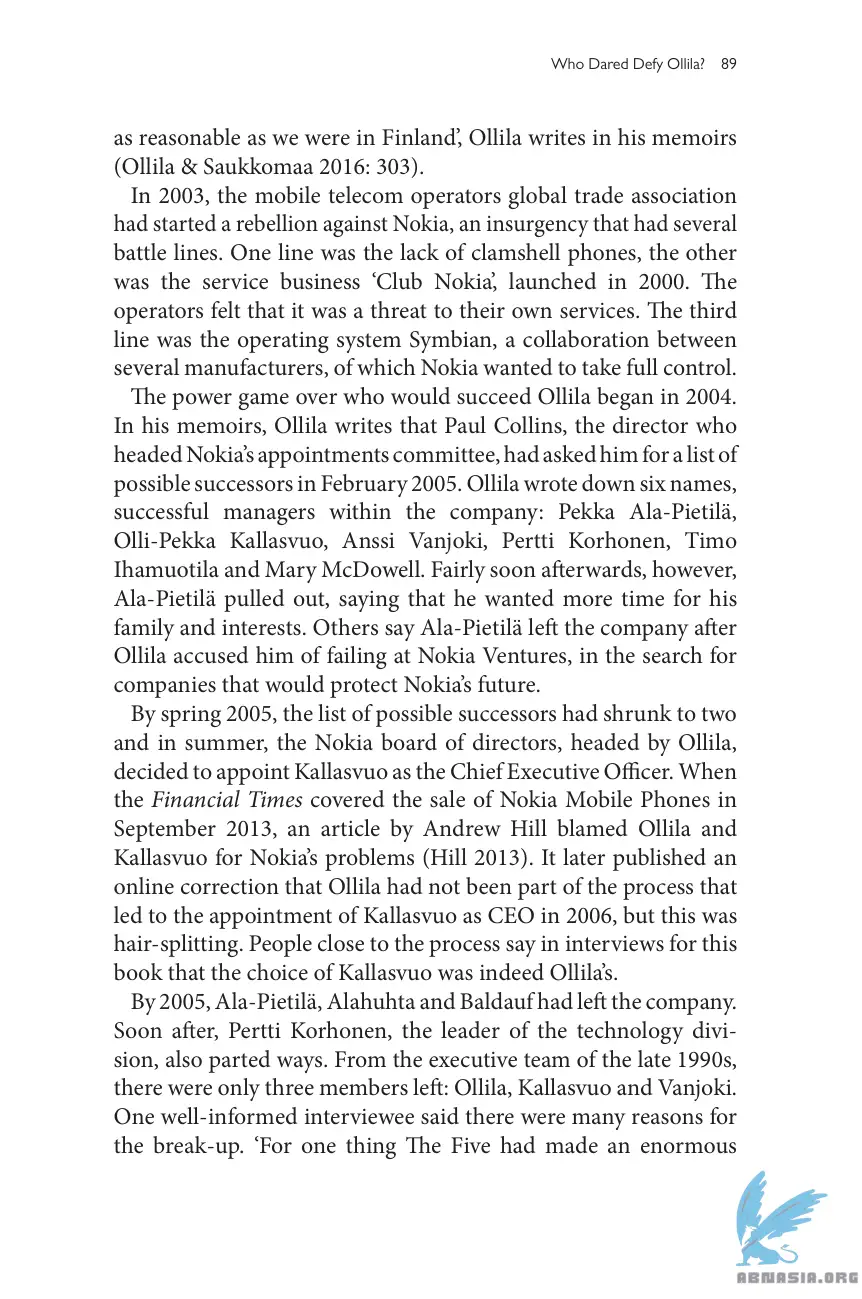 Who Dared Defy Ollila? 89
as reasonable as we were in Finland’, Ollila writes in his memoirs
(Ollila & Saukkomaa 2016: 303).
In 2003, the mobile telecom operators global trade association
had started a rebellion against Nokia, an insurgency that had several
battle lines. One line was the lack of clamshell phones, the other
was the service business ‘Club Nokia’, launched in 2000. The
operators felt that it was a threat to their own services. The third
line was the operating system Symbian, a collaboration between
several manufacturers, of which Nokia wanted to take full control.
The power game over who would succeed Ollila began in 2004.
In his memoirs, Ollila writes that Paul Collins, the director who
headed Nokia’s appointments committee, had asked him for a list of
possible successors in February 2005. Ollila wrote down six names,
successful managers within the company: Pekka Ala-Pietilä,
Olli-Pekka Kallasvuo, Anssi Vanjoki, Pertti Korhonen, Timo
Ihamuotila and Mary McDowell. Fairly soon afterwards, however,
Ala-Pietilä pulled out, saying that he wanted more time for his
family and interests. Others say Ala-Pietilä left the company after
Ollila accused him of failing at Nokia Ventures, in the search for
companies that would protect Nokia’s future.
By spring 2005, the list of possible successors had shrunk to two
and in summer, the Nokia board of directors, headed by Ollila,
decided to appoint Kallasvuo as the Chief Executive Officer. When
the Financial Times covered the sale of Nokia Mobile Phones in
September 2013, an article by Andrew Hill blamed Ollila and
Kallasvuo for Nokia’s problems (Hill 2013). It later published an
online correction that Ollila had not been part of the process that
led to the appointment of Kallasvuo as CEO in 2006, but this was
hair-splitting. People close to the process say in interviews for this
book that the choice of Kallasvuo was indeed Ollila’s.
By 2005, Ala-Pietilä, Alahuhta and Baldauf had left the company.
Soon after, Pertti Korhonen, the leader of the technology divi-
sion, also parted ways. From the executive team of the late 1990s,
there were only three members left: Ollila, Kallasvuo and Vanjoki.
One well-informed interviewee said there were many reasons for
the break-up. ‘For one thing The Five had made an enormous
ABNASIA.ORG